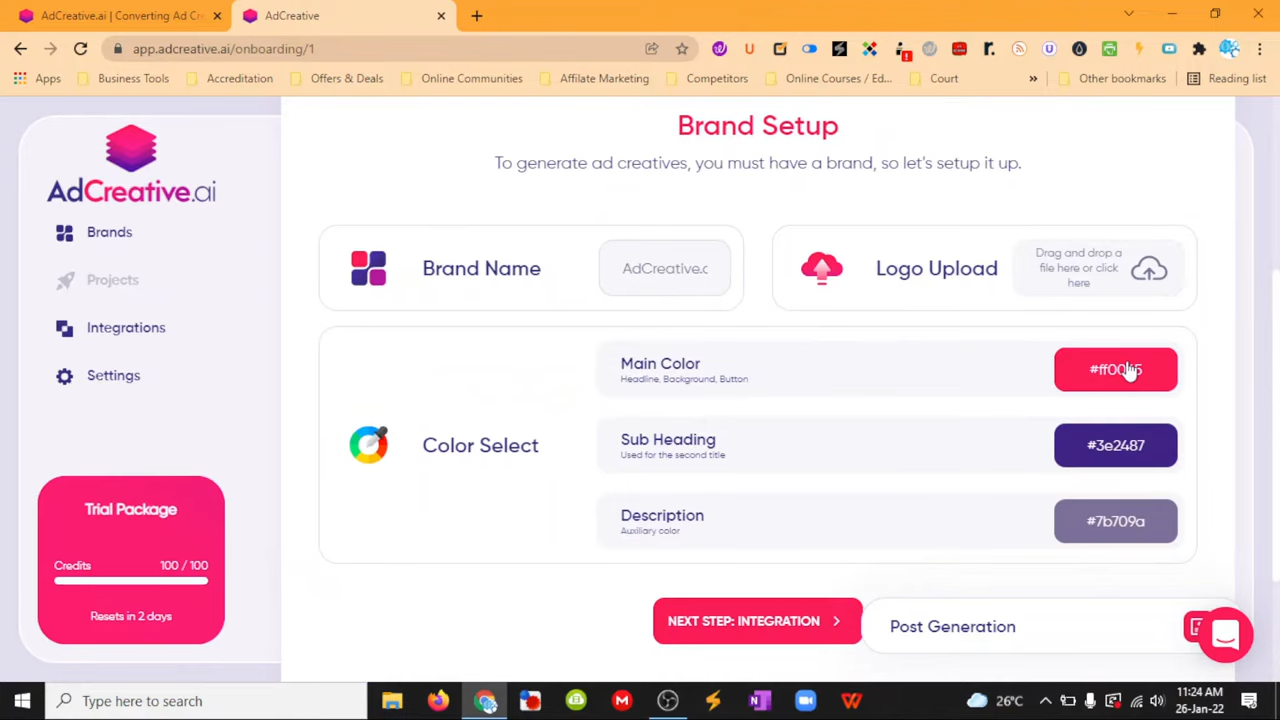 AdCreative.ai | Converting Ad Cr
AdCreative
app.adcreative.ai/onboarding/1
Apps
Business Tools
Accreditation
Offers & Deals
Online Communities
Affilate Marketing
Competitors
Online Courses / Ed...
Court
Other bookmarks
Reading list
AdCreative.ai
Brands
Projects
Integrations
Settings
Trial Package
Credits 100 / 100
Resets in 2 days
Brand Setup
To generate ad creatives, you must have a brand, so let's setup it up.
Brand Name
AdCreative.c
Logo Upload
Drag and drop a
file here or click
here
Color Select
Main Color
Headline, Background, Button
Sub Heading
Used for the second title
#3e2487
Description
Auxiliary color
#7b709a
NEXT STEP: INTEGRATION
Post Generation
Type here to search
26°C
11:24 AM
26-Jan-22